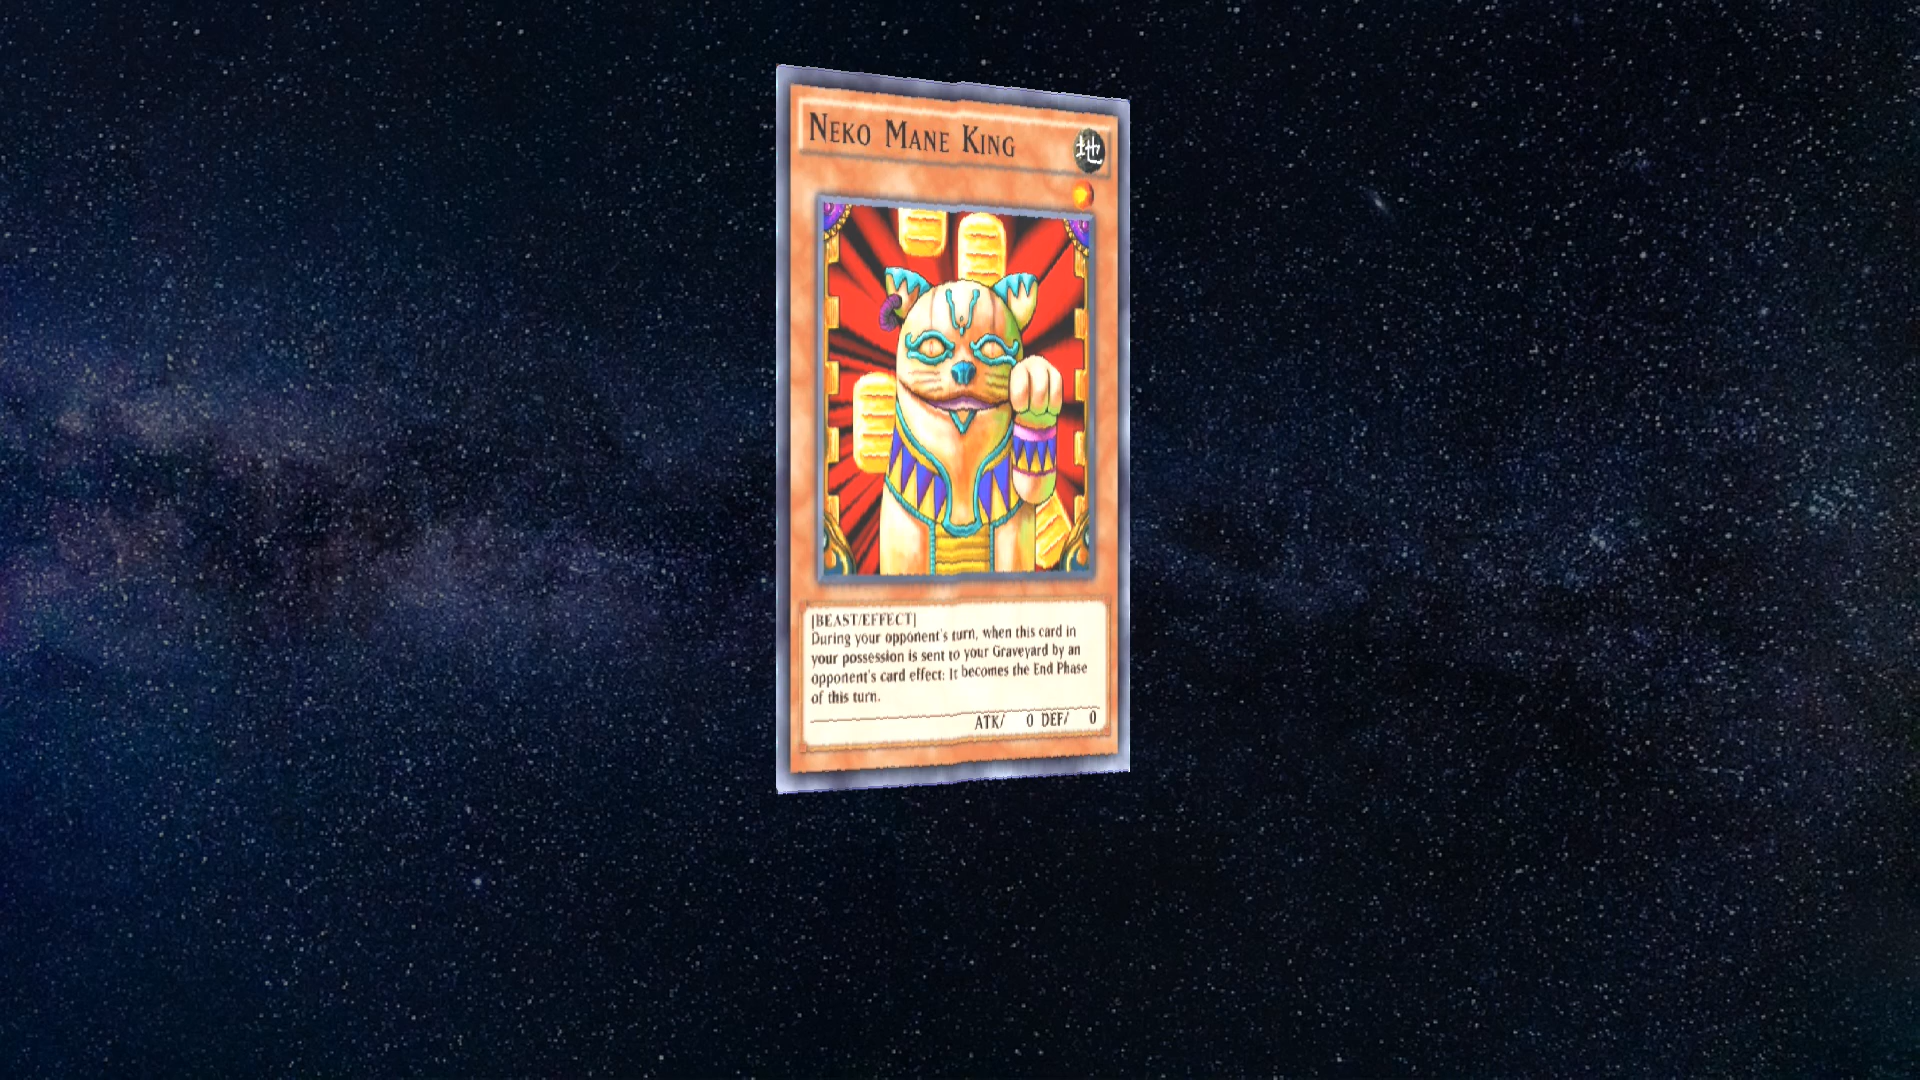 NEKO MANE KING
地
[BEAST/EFFECT]
During your opponent's turn, when this card in
your possession is sent to your Graveyard by an
opponent's card effect: It becomes the End Phase
of this turn.
ATK/ 0 DEF/ 0